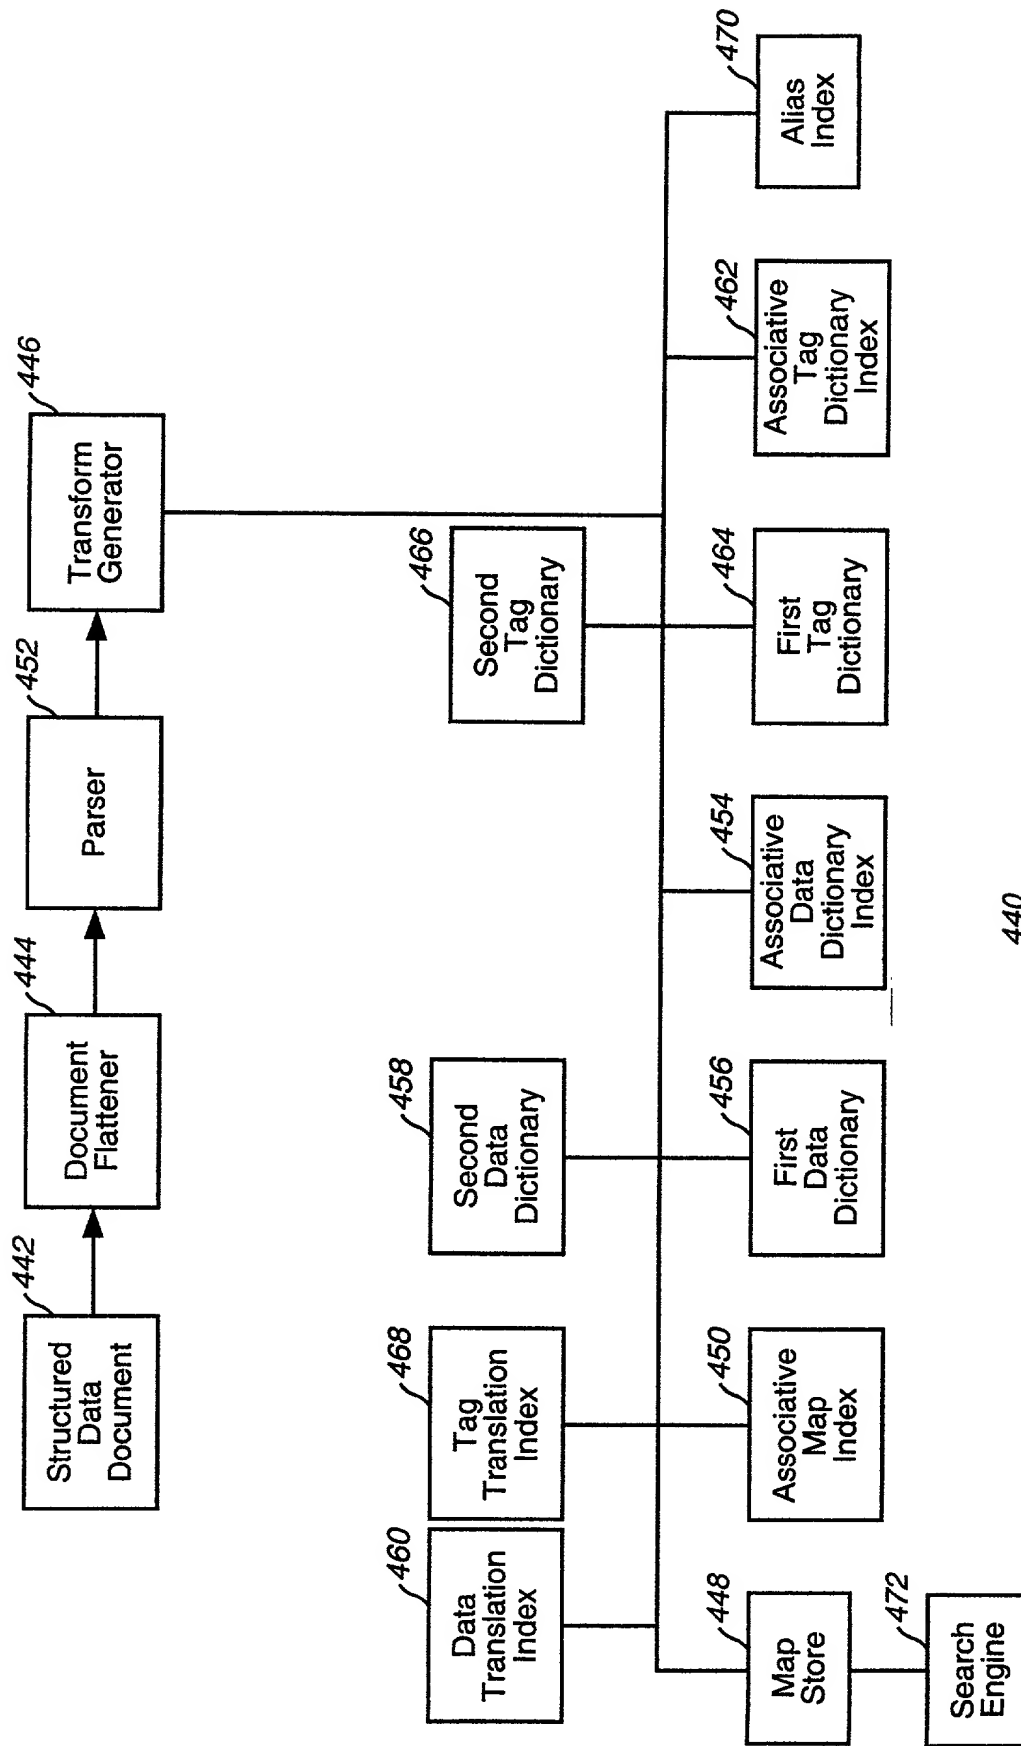 442
Structured
Data
Document
444
Document
Flattener
452
Parser
446
Transform
Generator
460
Data
Translation
Index
468
Tag
Translation
Index
458
Second
Data
Dictionary
466
Second
Tag
Dictionary
448
Map
Store
472
Search
Engine
450
Associative
Map
Index
456
First
Data
Dictionary
454
Associative
Data
Dictionary
Index
464
First
Tag
Dictionary
462
Associative
Tag
Dictionary
Index
470
Alias
Index
440